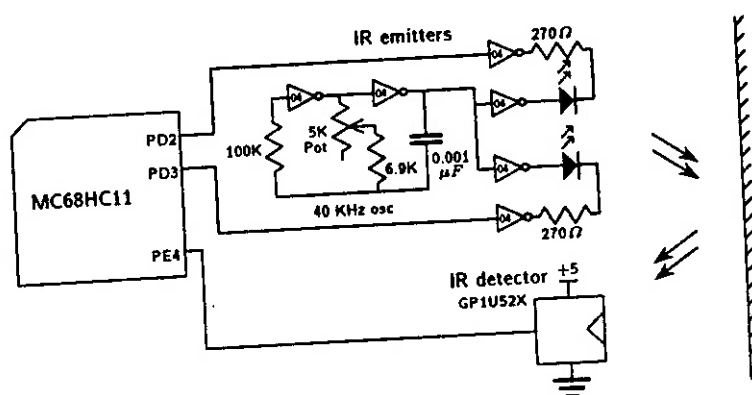 IR emitters
270Ω
04
04
04
04
PD2
5K
Pot
100K
6.9K
0.001
μF
04
PD3
MC68HC11
40 KHz osc
04
270Ω
PE4
IR detector
+5
GP1U52X